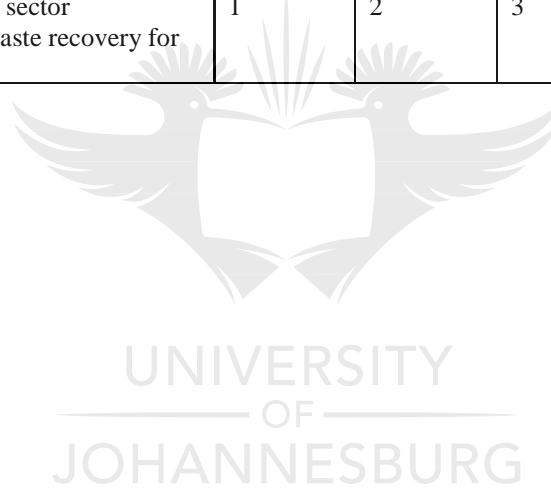 sector 1 2 3
aste recovery for
UNIVERSITY
OF
JOHANNESBURG